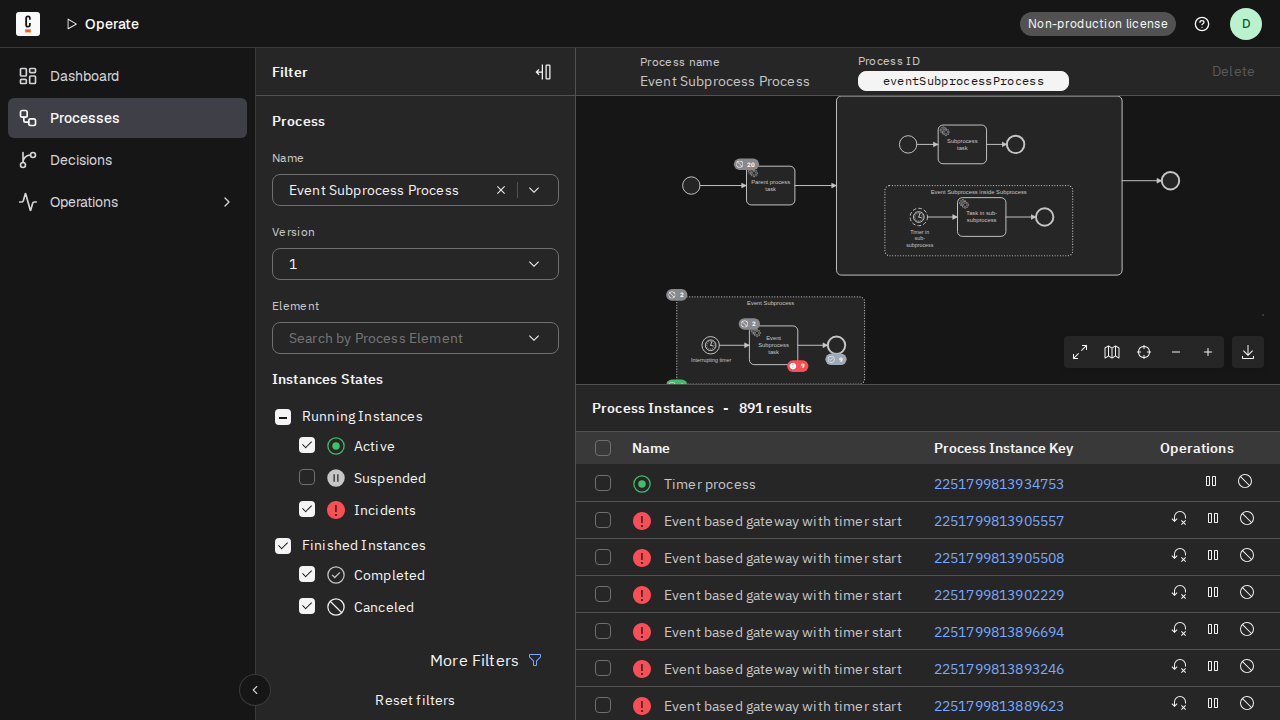 Operate
Non-production license
D
Dashboard
Processes
Decisions
Operations
Filter
Process
Name
Event Subprocess Process
Version
1
Element
Search by Process Element
Instances States
Running Instances
Active
Suspended
Incidents
Finished Instances
Completed
Canceled
More Filters
Reset filters
Process name
Event Subprocess Process
Process ID
eventSubprocessProcess
Delete
Subprocess
task
20
Parent process
task
Event Subprocess inside Subprocess
Task in sub-
subprocess
Timer in
sub-
subprocess
2
Event Subprocess
2
Event
Subprocess
task
Interrupting timer
9
9
Process Instances - 891 results
Name Process Instance Key Operations
Timer process 2251799813934753
Event based gateway with timer start 2251799813905557
Event based gateway with timer start 2251799813905508
Event based gateway with timer start 2251799813902229
Event based gateway with timer start 2251799813896694
Event based gateway with timer start 2251799813893246
Event based gateway with timer start 2251799813889623